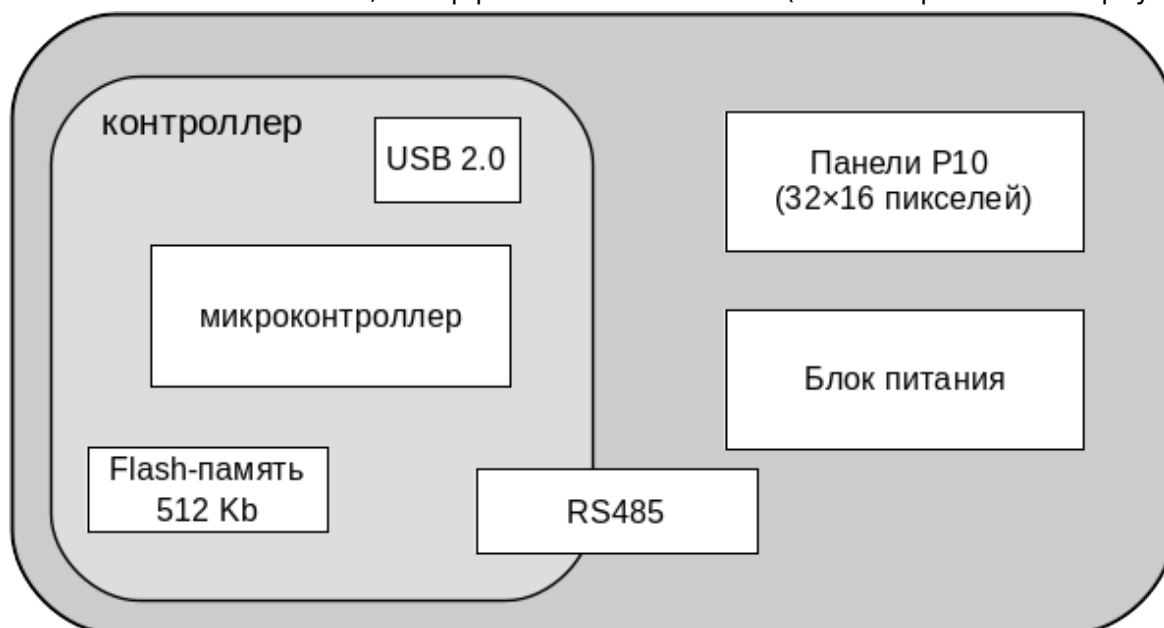 контроллер
USB 2.0
Панели P10
(32×16 пикселей)
микроконтроллер
Блок питания
Flash-память
512 Kb
RS485